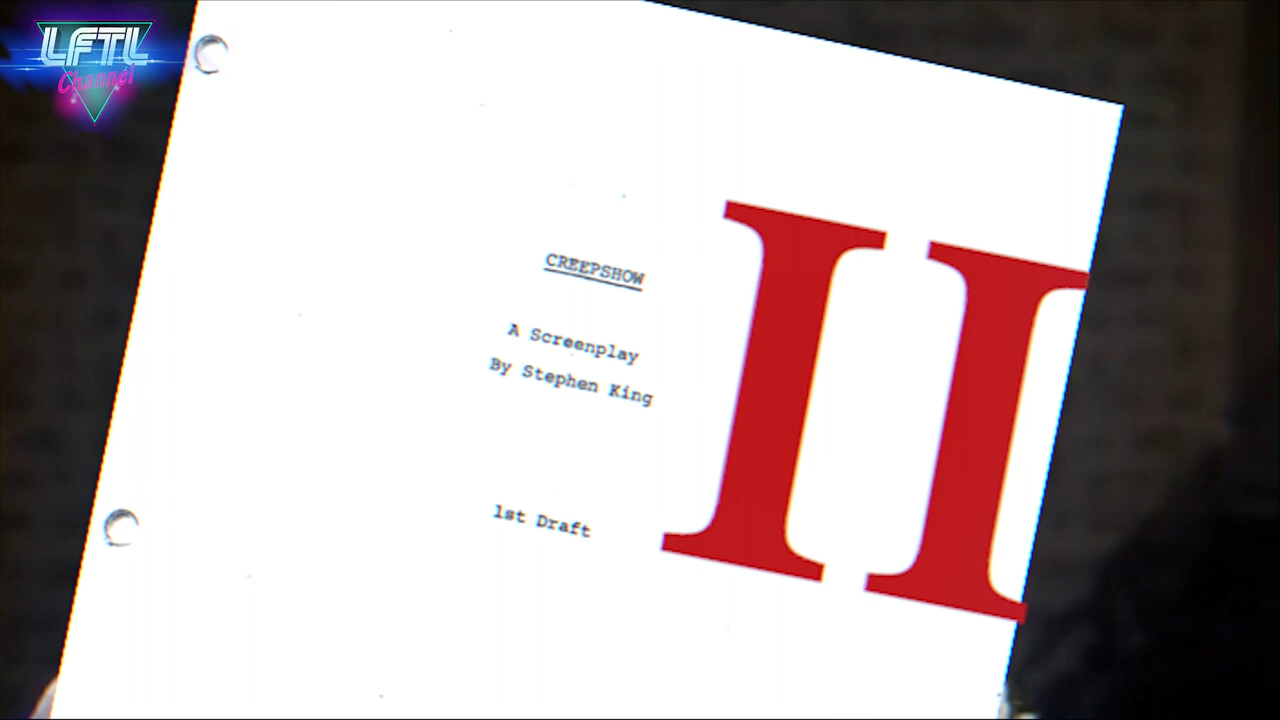 LFTL
Channel
CREEPSHOW
II
A Screenplay
By Stephen King
1st Draft